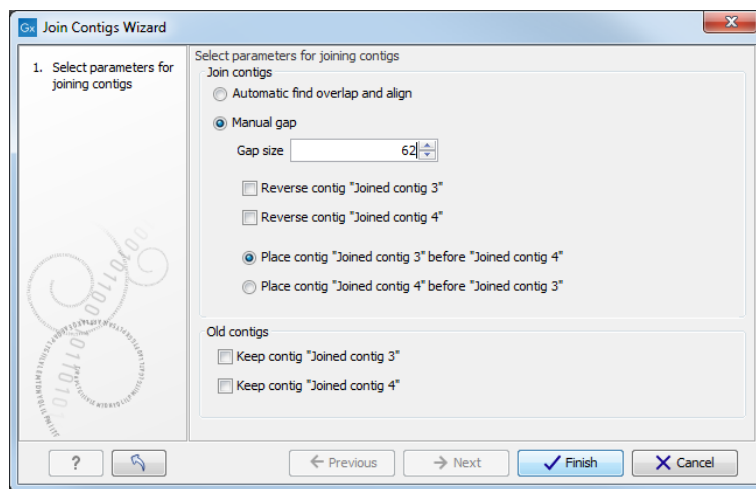 Gx Join Contigs Wizard
X
1. Select parameters for
joining contigs
Select parameters for joining contigs
Join contigs
Automatic find overlap and align
Manual gap
Gap size 62
Reverse contig "Joined contig 3"
Reverse contig "Joined contig 4"
Place contig "Joined contig 3" before "Joined contig 4"
Place contig "Joined contig 4" before "Joined contig 3"
Old contigs
Keep contig "Joined contig 3"
Keep contig "Joined contig 4"
? Previous Next Finish Cancel